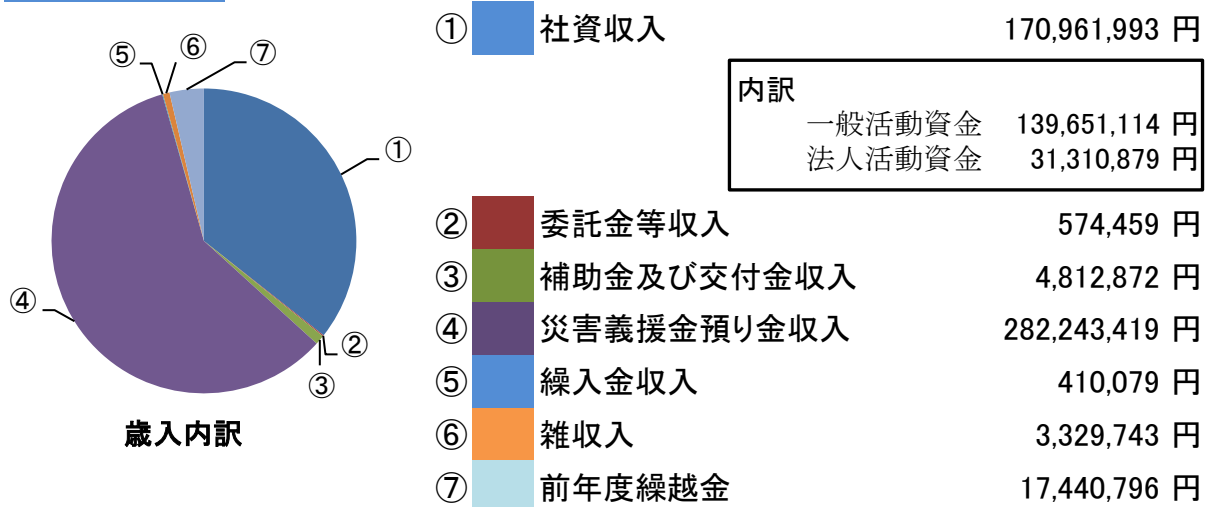 ① 社資収入 170,961,993 円
内訳
一般活動資金 139,651,114 円
法人活動資金 31,310,879 円
② 委託金等収入 574,459 円
③ 補助金及び交付金収入 4,812,872 円
④ 災害義援金預り金収入 282,243,419 円
⑤ 繰入金収入 410,079 円
⑥ 雑収入 3,329,743 円
⑦ 前年度繰越金 17,440,796 円
⑤
⑥
⑦
①
④
②
③
歳入内訳